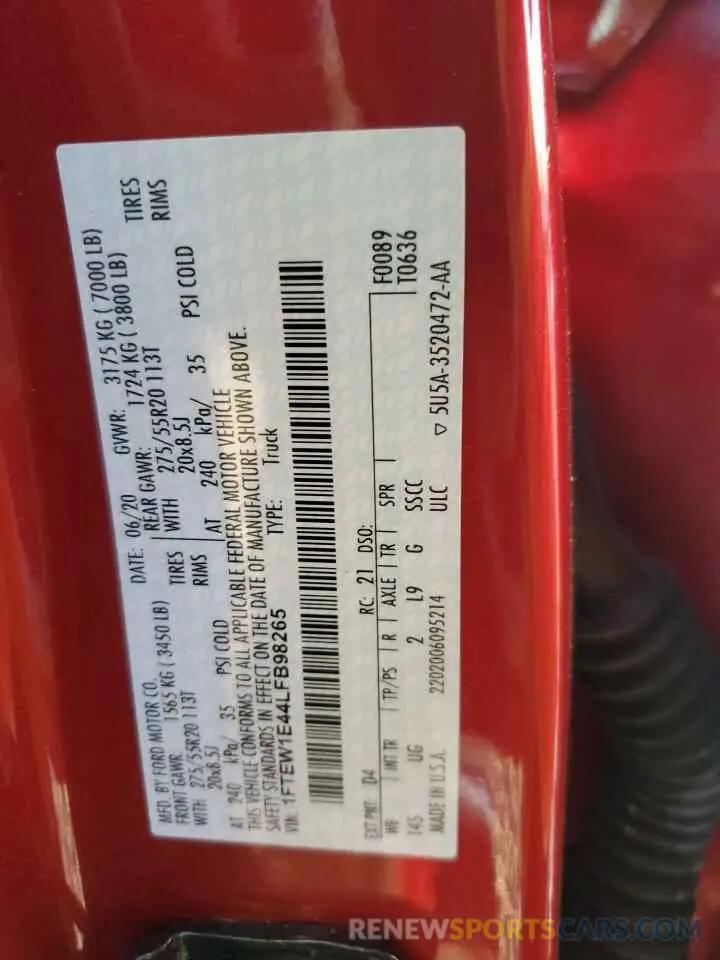 MFD. BY FORD MOTOR CO.
DATE: 06/20 GVWR: 3175 KG ( 7000 LB)
FRONT GAWR: 1565 KG ( 3450 LB) REAR GAWR: 1724 KG ( 3800 LB)
WITH 275/55R20 113T TIRES WITH 275/55R20 113T TIRES
20x8.5J RIMS 20x8.5J RIMS
AT 240 kPa/ 35 PSI COLD AT 240 kPa/ 35 PSI COLD
THIS VEHICLE CONFORMS TO ALL APPLICABLE FEDERAL MOTOR VEHICLE
SAFETY STANDARDS IN EFFECT ON THE DATE OF MANUFACTURE SHOWN ABOVE.
VIN: 1FTEW1E44LFB98265 TYPE: Truck
F0089
T0636
EXT PNT: D4 RC: 21 DSO:
WB INT TR TP/PS R AXLE TR SPR
145 UG 2 L9 G SSCC
MADE IN U.S.A. 2202006095214 ULC ▽ 5U5A-3520472-AA
RENEWSPORTSCARS.COM